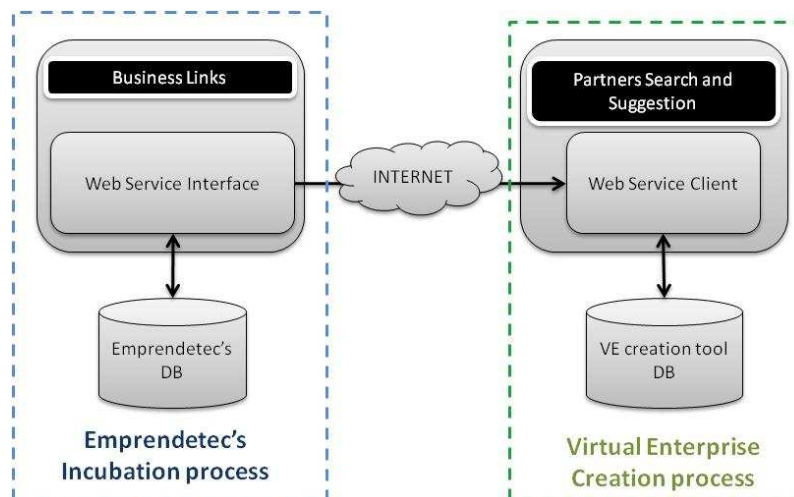 Business Links
Web Service Interface
Emprendetec's
DB
Emprendetec's
Incubation process
INTERNET
Partners Search and
Suggestion
Web Service Client
VE creation tool
DB
Virtual Enterprise
Creation process